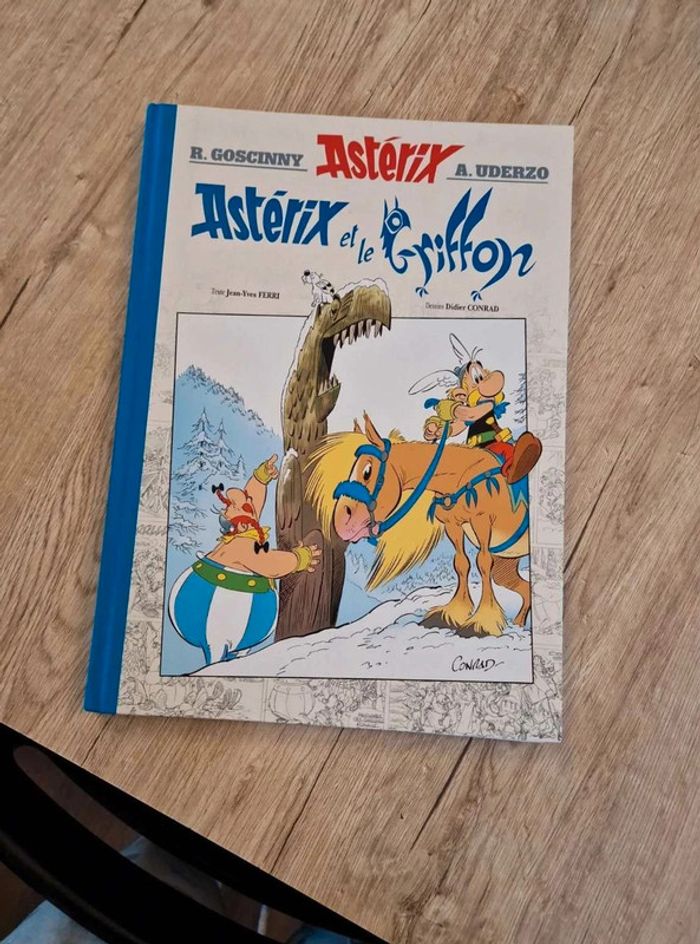 R. GOSCINNY Astérix A. UDERZO
Astérix et le Griffon
Texte Jean-Yves FERRI
Dessins Didier CONRAD
CONRAD